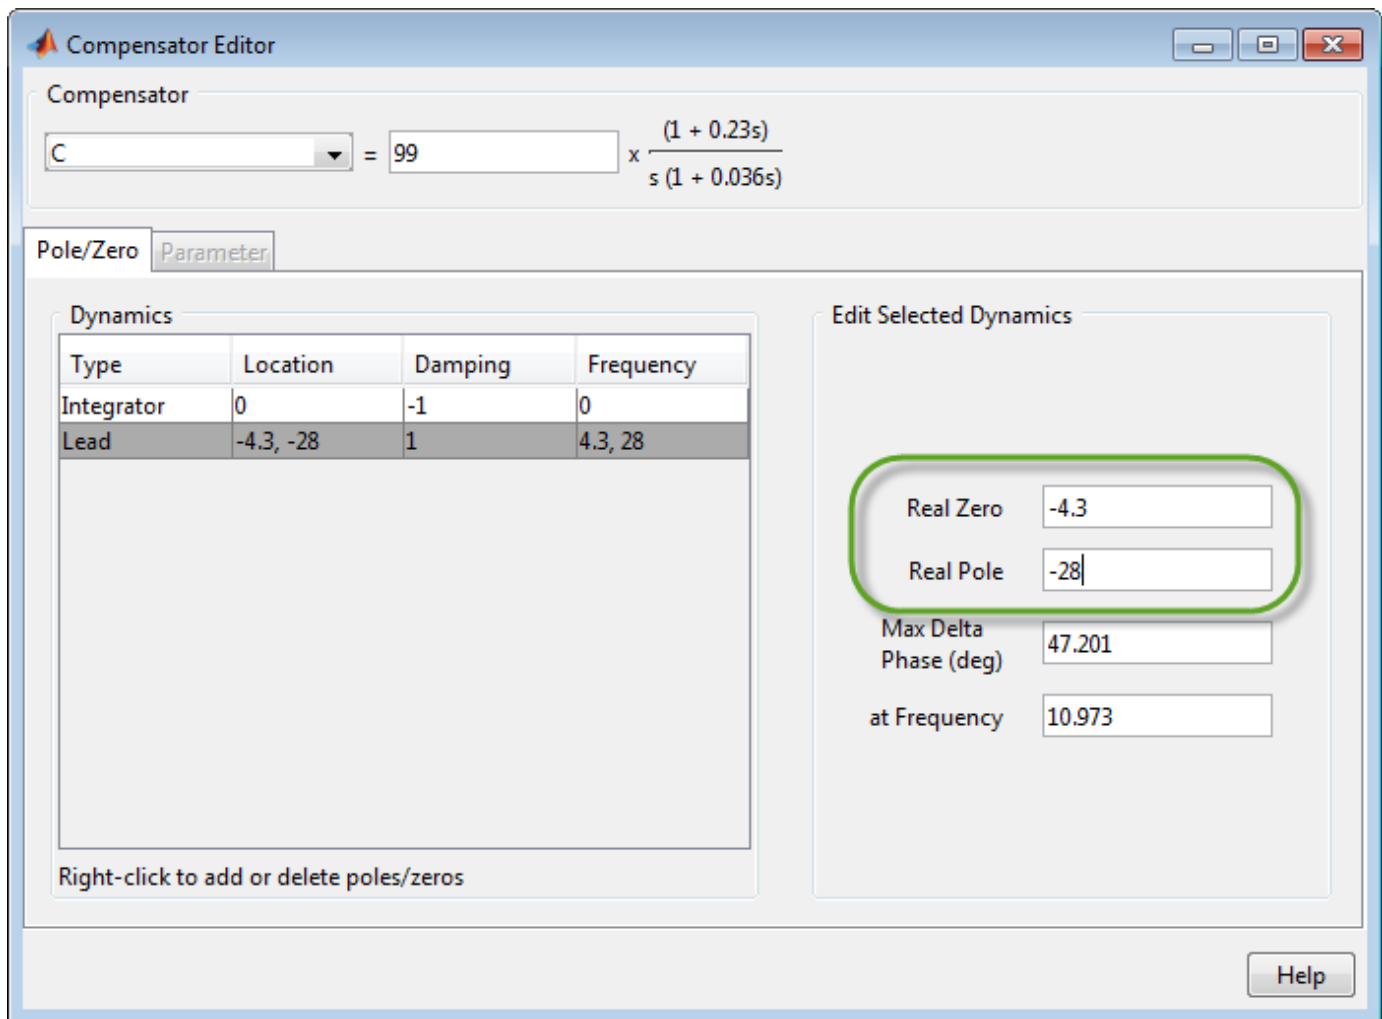 Compensator Editor
Compensator
C = 99 x (1 + 0.23s)
s (1 + 0.036s)
Pole/Zero Parameter
Dynamics
Type Location Damping Frequency
Integrator 0 -1 0
Lead -4.3, -28 1 4.3, 28
Right-click to add or delete poles/zeros
Edit Selected Dynamics
Real Zero -4.3
Real Pole -28
Max Delta
Phase (deg) 47.201
at Frequency 10.973
Help